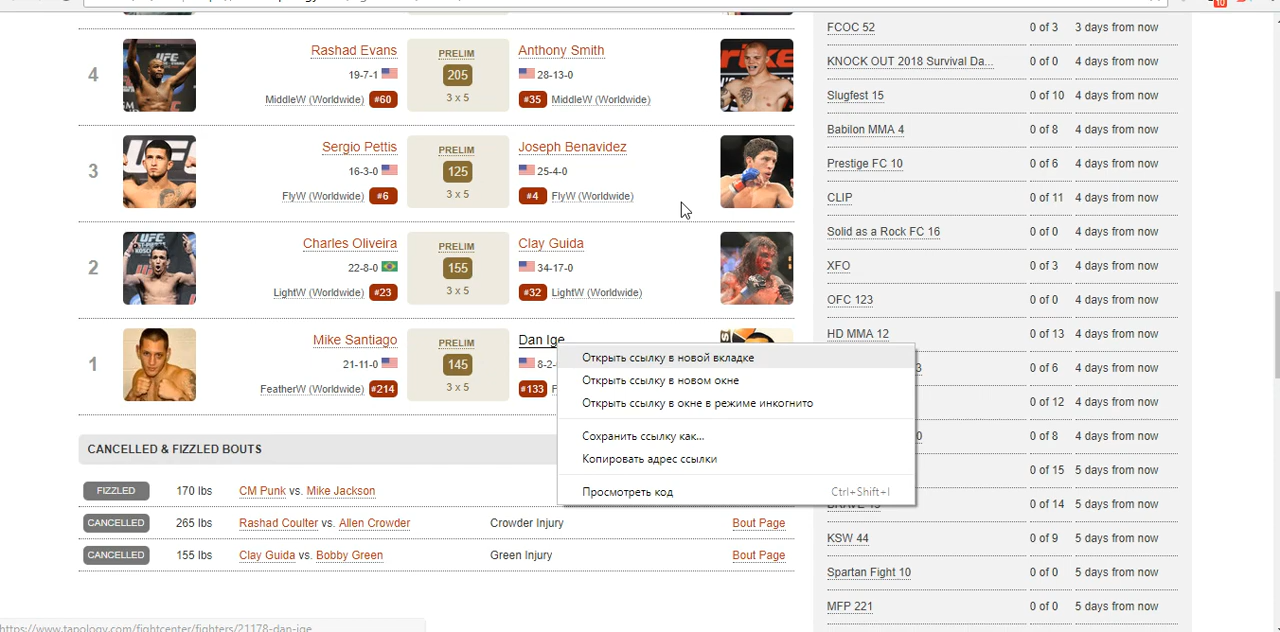 10
4
Rashad Evans
19-7-1
MiddleW (Worldwide) #60
PRELIM
205
3 x 5
Anthony Smith
28-13-0
#35 MiddleW (Worldwide)
3
Sergio Pettis
16-3-0
FlyW (Worldwide) #6
PRELIM
125
3 x 5
Joseph Benavidez
25-4-0
#4 FlyW (Worldwide)
2
Charles Oliveira
22-8-0
LightW (Worldwide) #23
PRELIM
155
3 x 5
Clay Guida
34-17-0
#32 LightW (Worldwide)
1
Mike Santiago
21-11-0
FeatherW (Worldwide) #214
PRELIM
145
3 x 5
Dan Ige
8-2-
#133
Открыть ссылку в новой вкладке
Открыть ссылку в новом окне
Открыть ссылку в окне в режиме инкогнито
Сохранить ссылку как...
Копировать адрес ссылки
Просмотреть код Ctrl+Shift+I
CANCELLED & FIZZLED BOUTS
FIZZLED 170 lbs CM Punk vs. Mike Jackson
CANCELLED 265 lbs Rashad Coulter vs. Allen Crowder Crowder Injury Bout Page
CANCELLED 155 lbs Clay Guida vs. Bobby Green Green Injury Bout Page
https://www.tapology.com/fightcenter/fighters/21178-dan-ige
FCOC 52 0 of 3 3 days from now
KNOCK OUT 2018 Survival Da... 0 of 0 4 days from now
Slugfest 15 0 of 10 4 days from now
Babilon MMA 4 0 of 8 4 days from now
Prestige FC 10 0 of 6 4 days from now
CLIP 0 of 11 4 days from now
Solid as a Rock FC 16 0 of 0 4 days from now
XFO 0 of 3 4 days from now
OFC 123 0 of 0 4 days from now
HD MMA 12 0 of 13 4 days from now
3 0 of 6 4 days from now
0 of 12 4 days from now
0 0 of 8 4 days from now
0 of 15 5 days from now
0 of 14 5 days from now
KSW 44 0 of 9 5 days from now
Spartan Fight 10 0 of 0 5 days from now
MFP 221 0 of 0 5 days from now